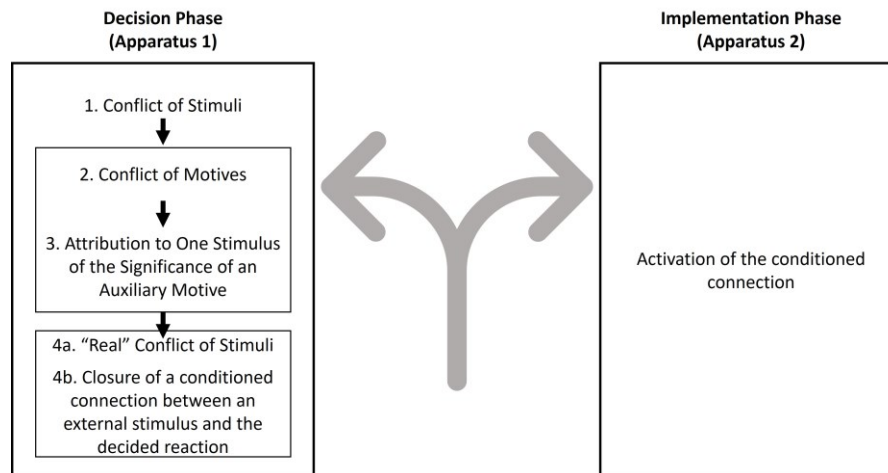 Decision Phase
(Apparatus 1)
1. Conflict of Stimuli
2. Conflict of Motives
3. Attribution to One Stimulus
of the Significance of an
Auxiliary Motive
4a. “Real” Conflict of Stimuli
4b. Closure of a conditioned
connection between an
external stimulus and the
decided reaction
Implementation Phase
(Apparatus 2)
Activation of the conditioned
connection